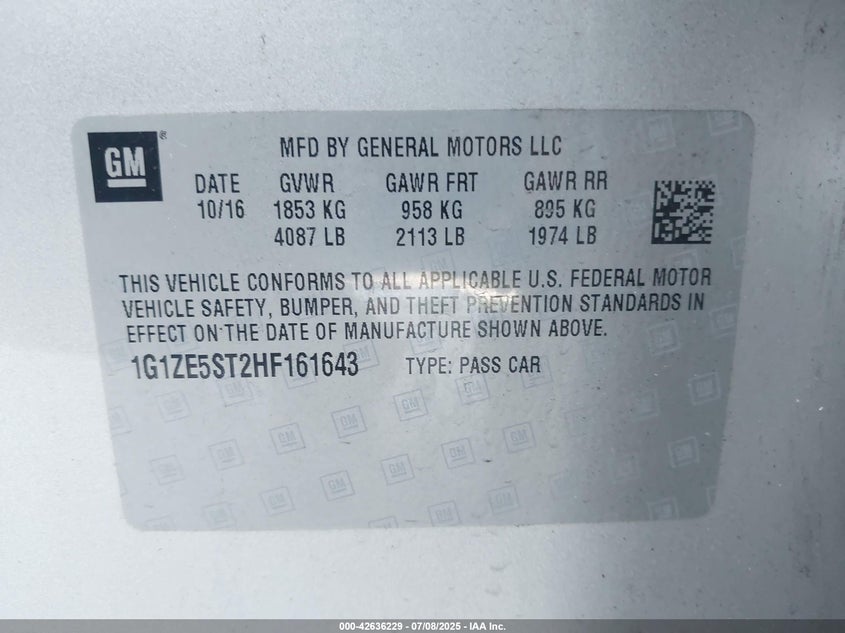 GM
MFD BY GENERAL MOTORS LLC
DATE GVWR GAWR FRT GAWR RR
10/16 1853 KG 958 KG 895 KG
4087 LB 2113 LB 1974 LB
THIS VEHICLE CONFORMS TO ALL APPLICABLE U.S. FEDERAL MOTOR
VEHICLE SAFETY, BUMPER, AND THEFT PREVENTION STANDARDS IN
EFFECT ON THE DATE OF MANUFACTURE SHOWN ABOVE.
1G1ZE5ST2HF161643 TYPE: PASS CAR
000-42636229 - 07/08/2025 - IAA Inc.